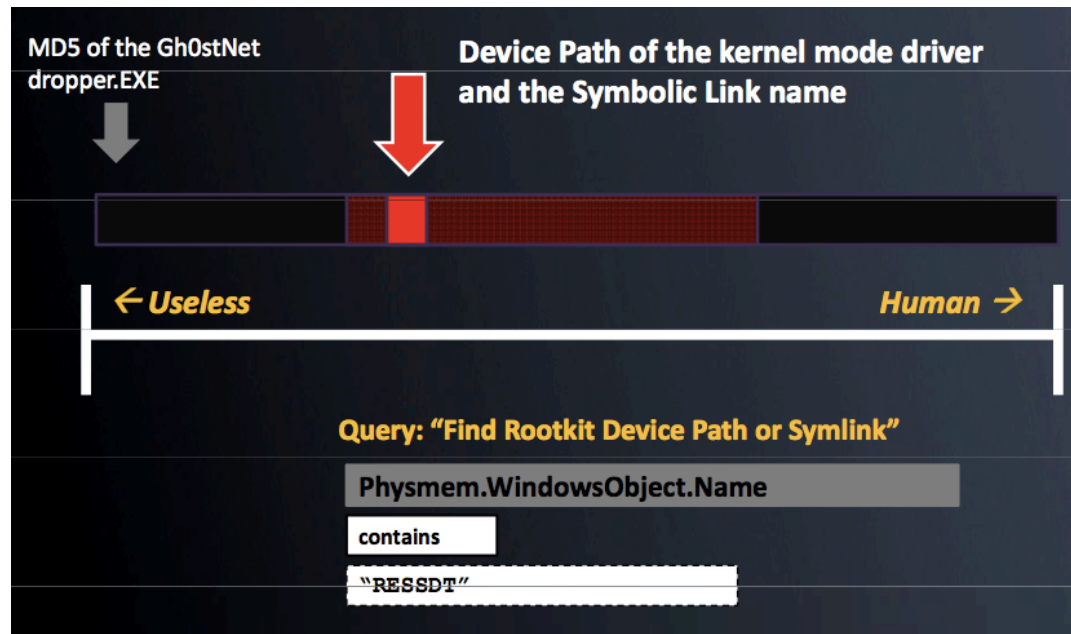 MD5 of the Gh0stNet
dropper.EXE
Device Path of the kernel mode driver
and the Symbolic Link name
← Useless
Human →
Query: “Find Rootkit Device Path or Symlink”
Physmem.WindowsObject.Name
contains
“RESSDT”